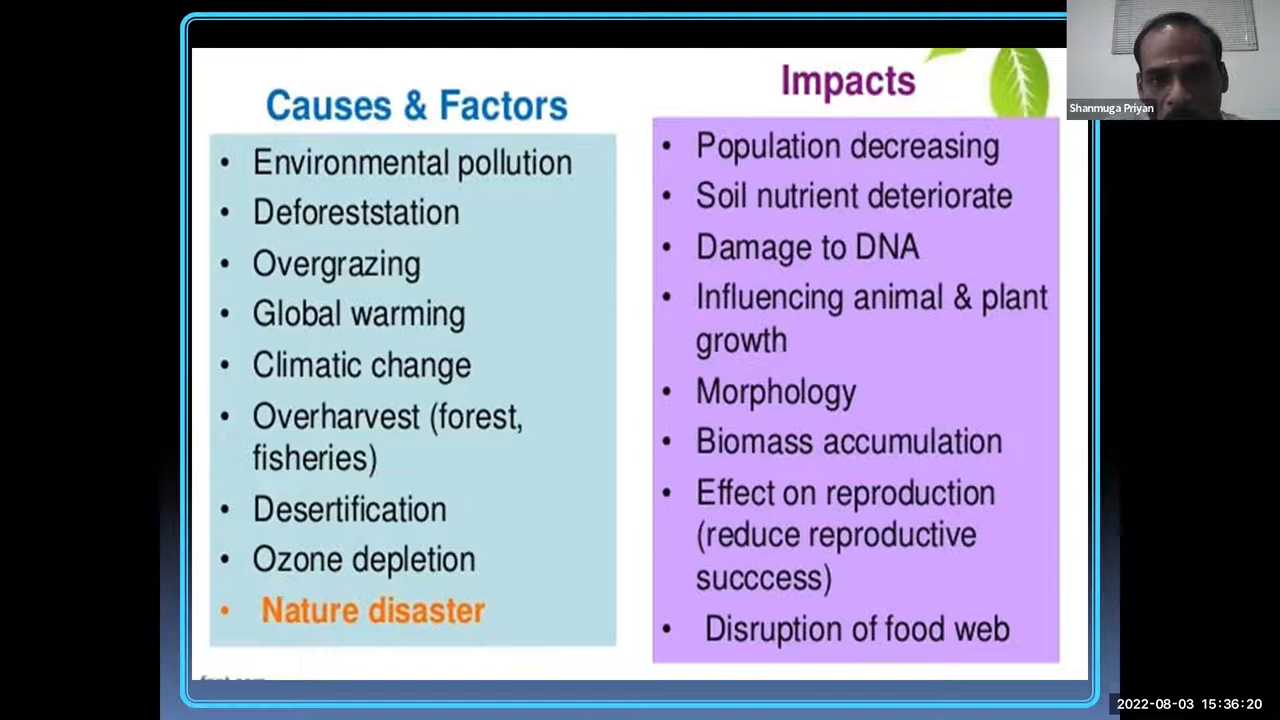 Causes & Factors
• Environmental pollution
• Deforeststation
• Overgrazing
• Global warming
• Climatic change
• Overharvest (forest,
fisheries)
• Desertification
• Ozone depletion
• Nature disaster
Impacts
• Population decreasing
• Soil nutrient deteriorate
• Damage to DNA
• Influencing animal & plant
growth
• Morphology
• Biomass accumulation
• Effect on reproduction
(reduce reproductive
succcess)
• Disruption of food web
Shanmuga Priyan
2022-08-03 15:36:20